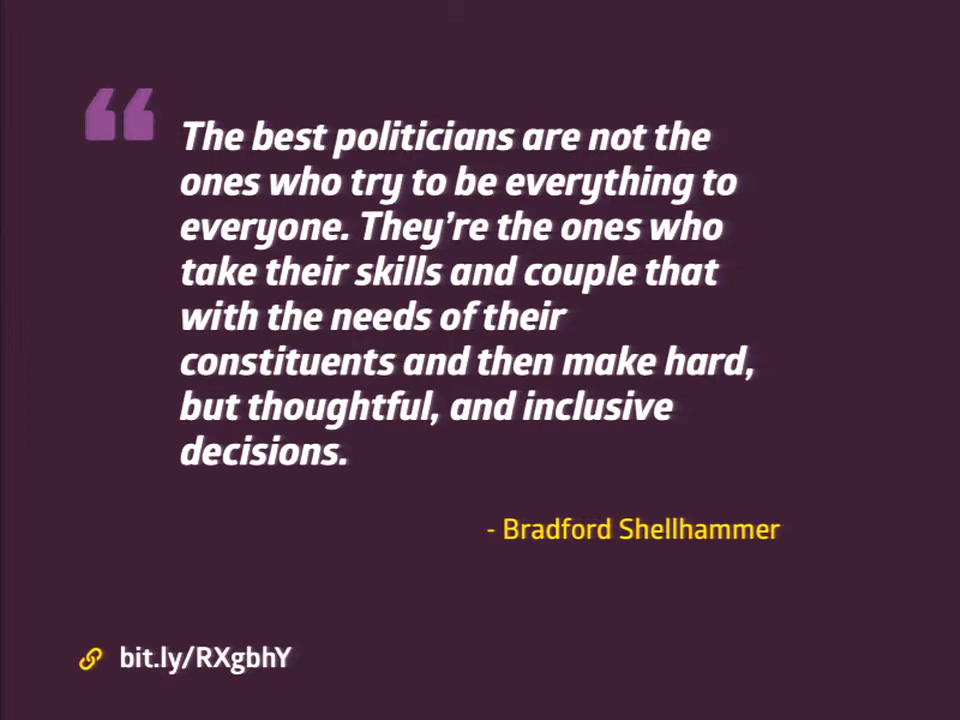 “
The best politicians are not the
ones who try to be everything to
everyone. They’re the ones who
take their skills and couple that
with the needs of their
constituents and then make hard,
but thoughtful, and inclusive
decisions.
- Bradford Shellhammer
bit.ly/RXgbhY